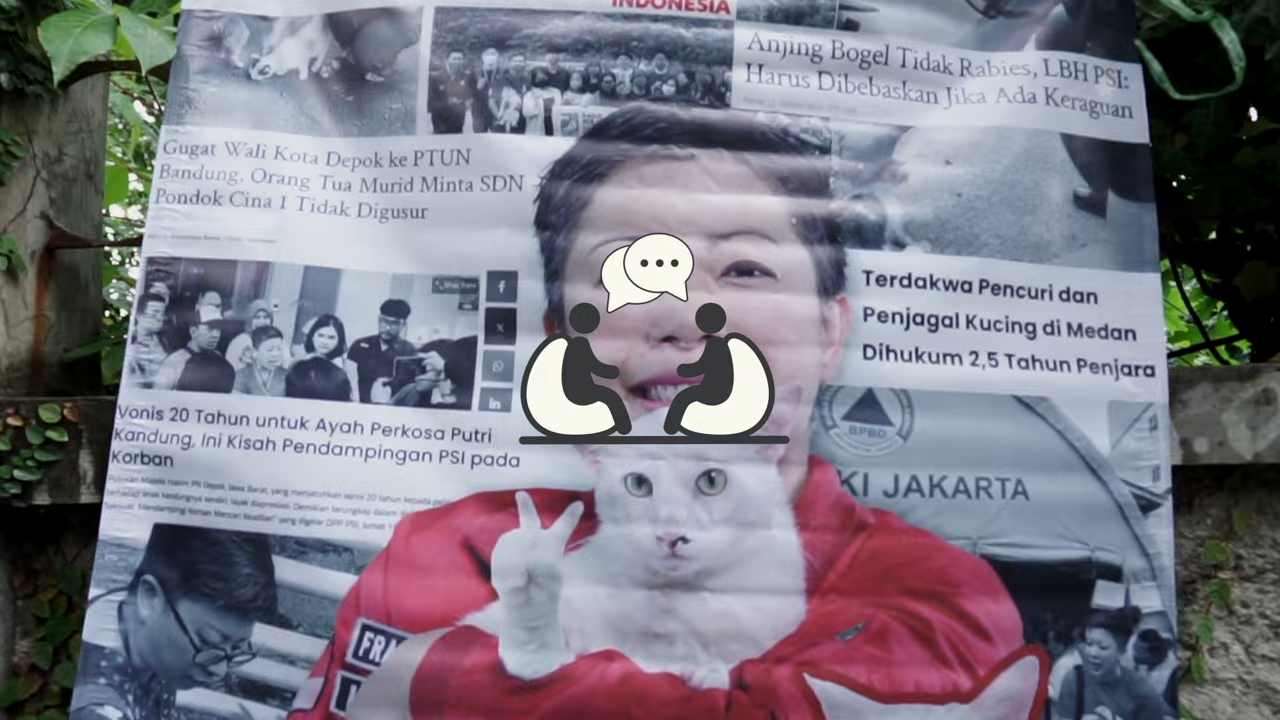 INDONESIA
Anjing Bogel Tidak Rabies, LBH PSI:
Harus Dibebaskan Jika Ada Keraguan
Gugat Wali Kota Depok ke PTUN
Bandung, Orang Tua Murid Minta SDN
Pondok Cina 1 Tidak Digusur
Terdakwa Pencuri dan
Penjagal Kucing di Medan
Dihukum 2,5 Tahun Penjara
Vonis 20 Tahun untuk Ayah Perkosa Putri
Kandung, Ini Kisah Pendampingan PSI pada
Korban
BPBD
KI JAKARTA
FRA